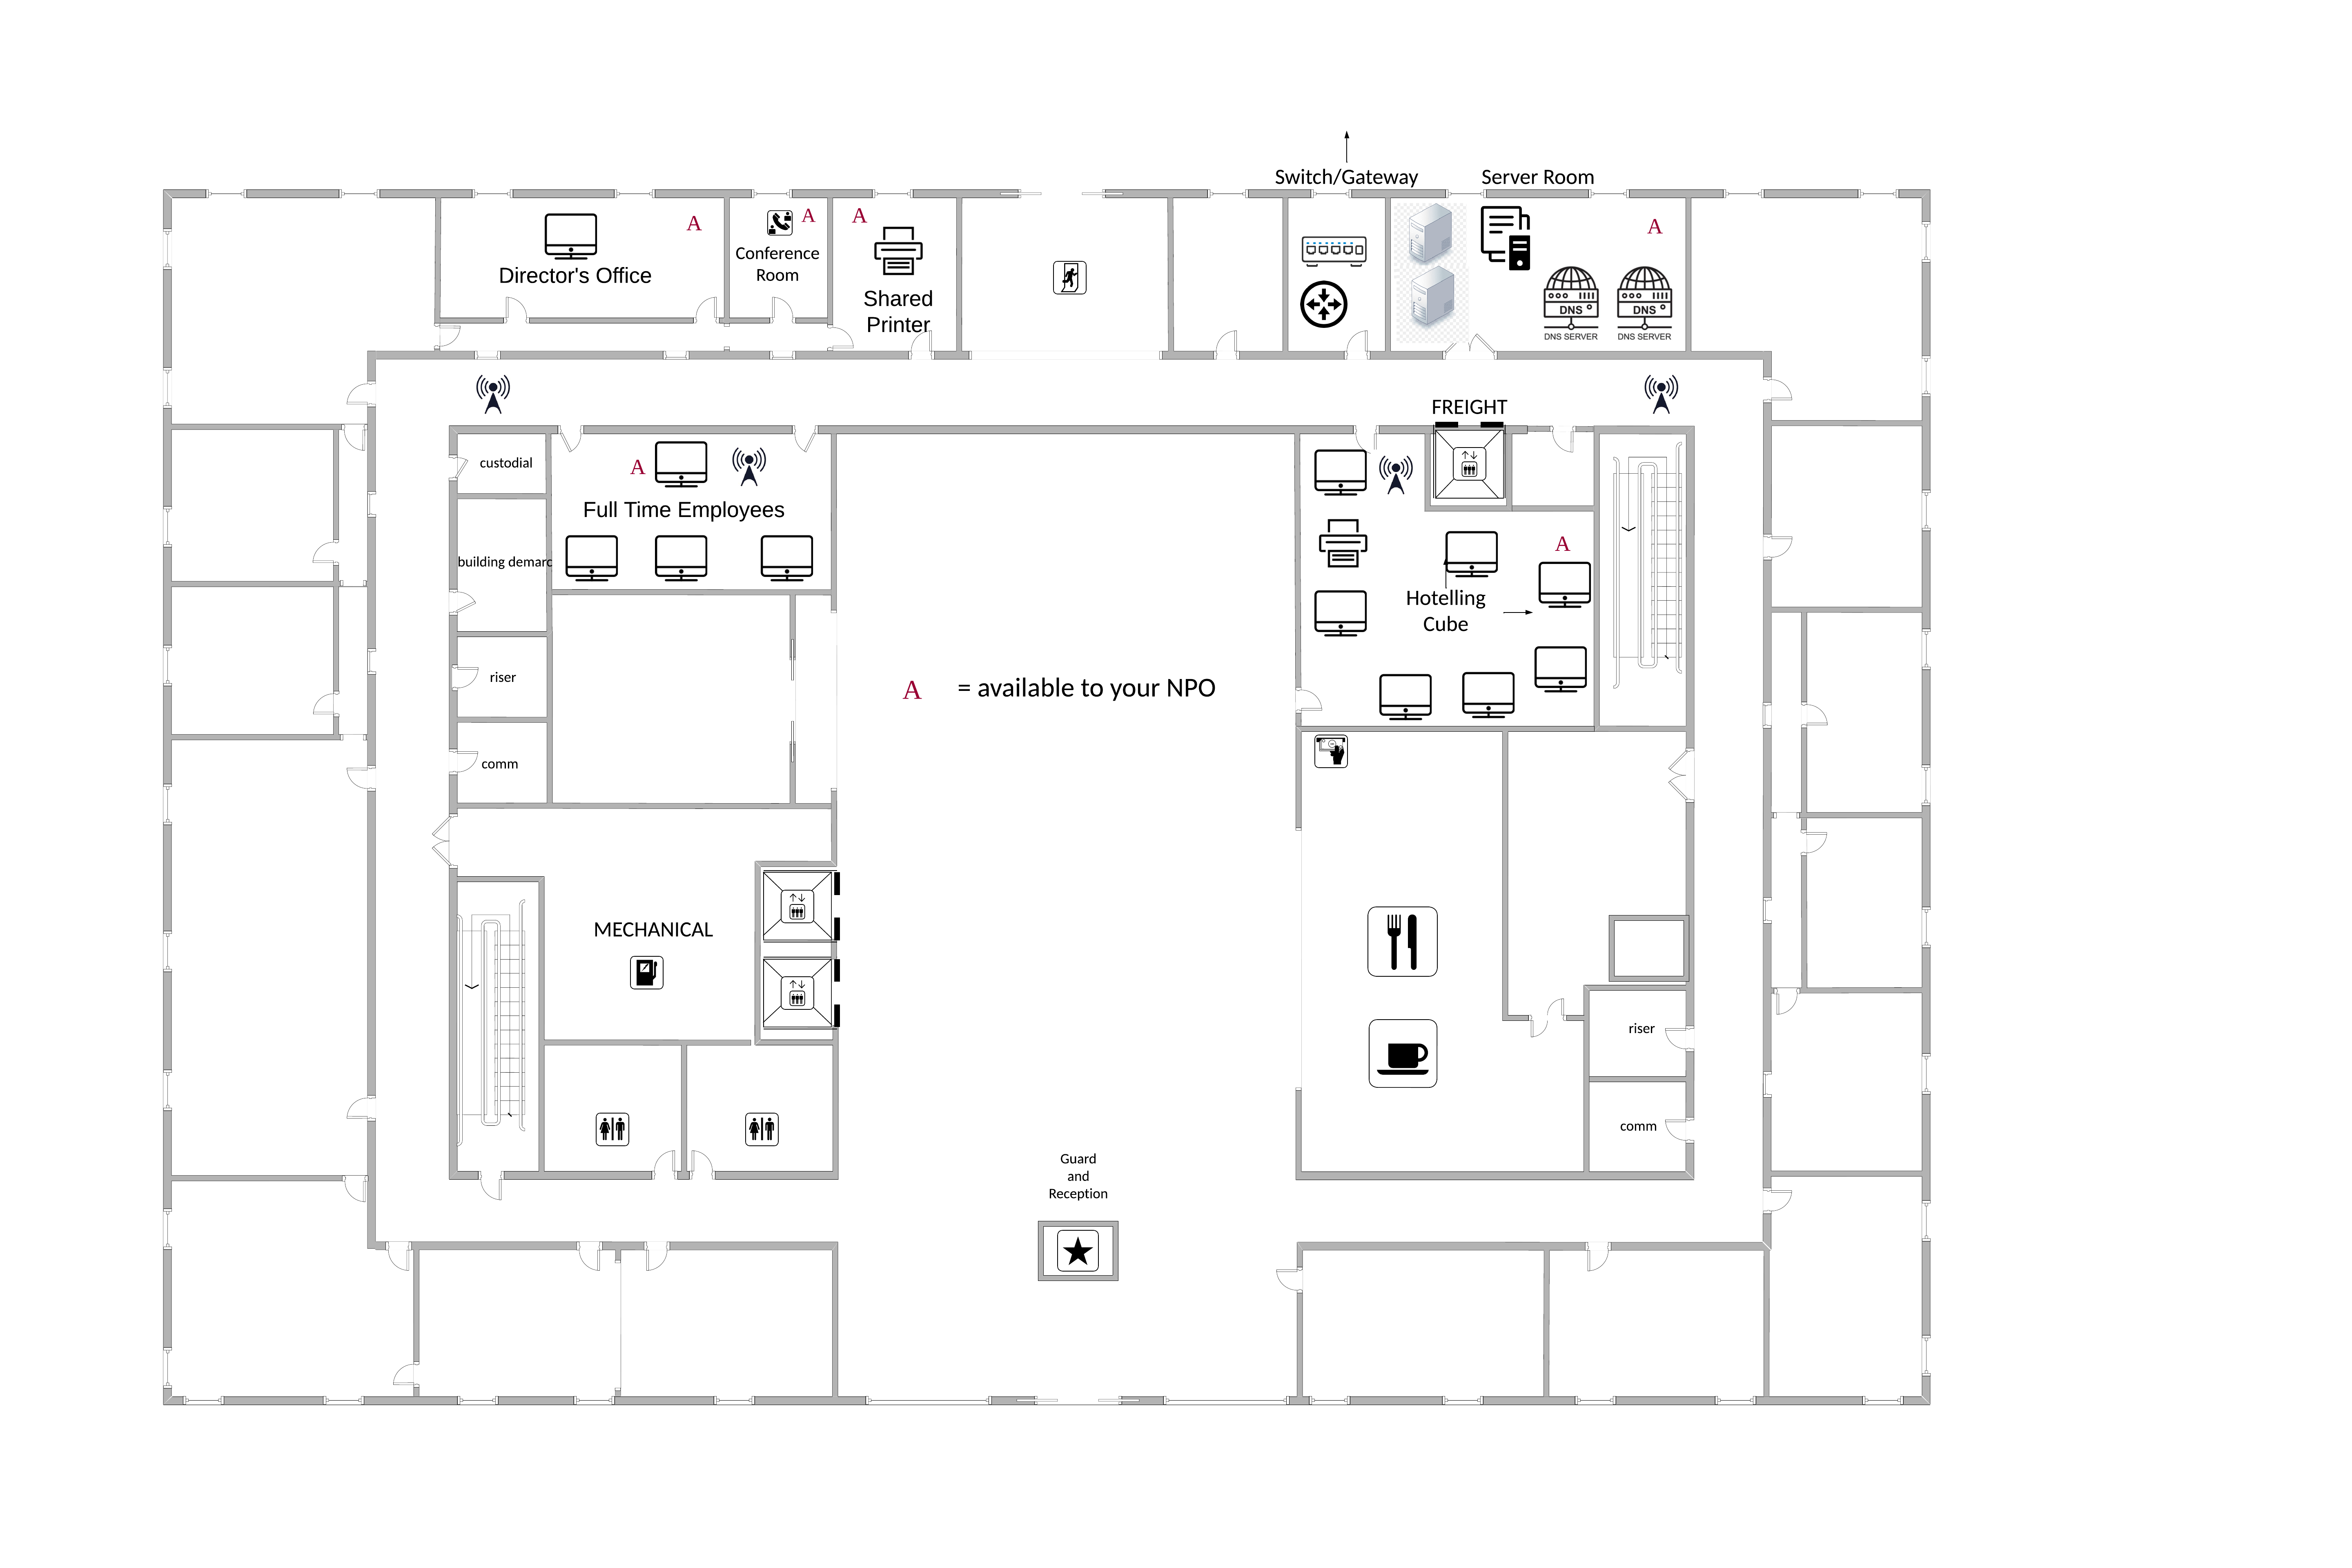 Switch/Gateway
Server Room
A
Director's Office
A
Conference
Room
A
Shared
Printer
A
DNS
DNS SERVER
DNS
DNS SERVER
FREIGHT
custodial
A
Full Time Employees
building demarc
riser
comm
A
Hotelling
Cube
A = available to your NPO
MECHANICAL
riser
comm
Guard
and
Reception